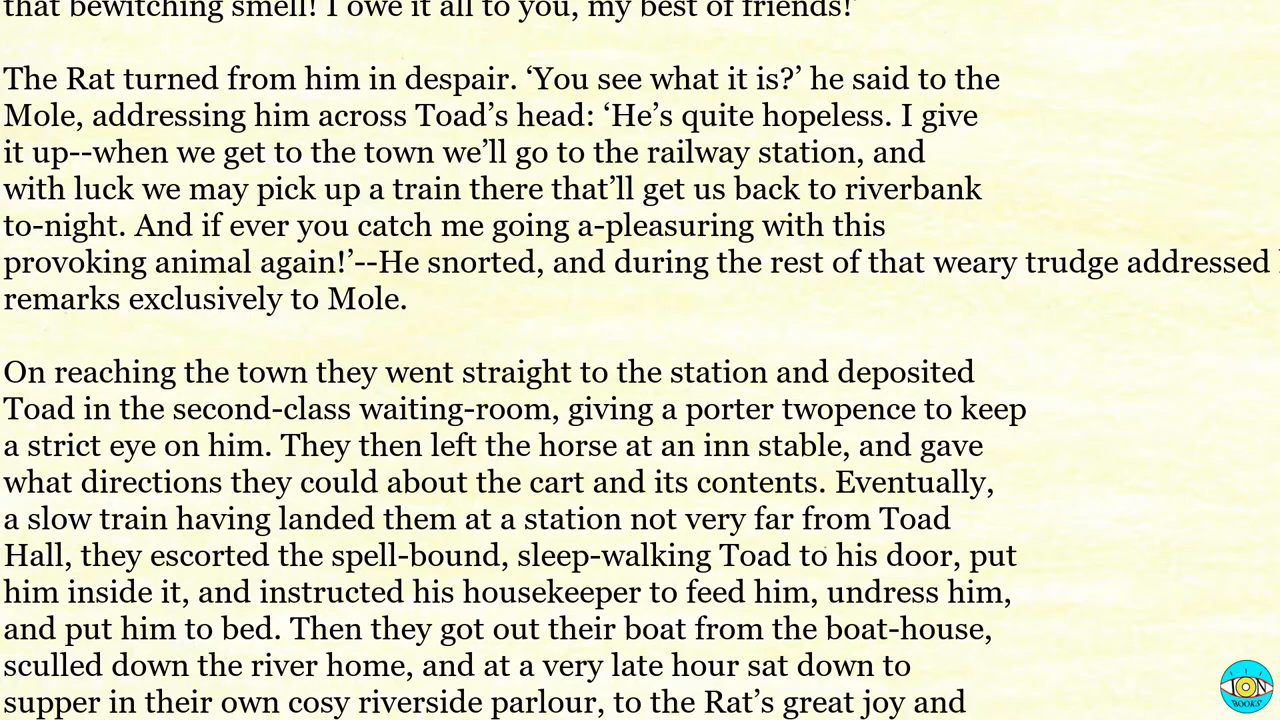 that bewitching smell! I owe it all to you, my best of friends!’
The Rat turned from him in despair. ‘You see what it is?’ he said to the
Mole, addressing him across Toad’s head: ‘He’s quite hopeless. I give
it up--when we get to the town we’ll go to the railway station, and
with luck we may pick up a train there that’ll get us back to riverbank
to-night. And if ever you catch me going a-pleasuring with this
provoking animal again!’--He snorted, and during the rest of that weary trudge addressed
remarks exclusively to Mole.
On reaching the town they went straight to the station and deposited
Toad in the second-class waiting-room, giving a porter twopence to keep
a strict eye on him. They then left the horse at an inn stable, and gave
what directions they could about the cart and its contents. Eventually,
a slow train having landed them at a station not very far from Toad
Hall, they escorted the spell-bound, sleep-walking Toad to his door, put
him inside it, and instructed his housekeeper to feed him, undress him,
and put him to bed. Then they got out their boat from the boat-house,
sculled down the river home, and at a very late hour sat down to
supper in their own cosy riverside parlour, to the Rat’s great joy and
ION
BOOKS